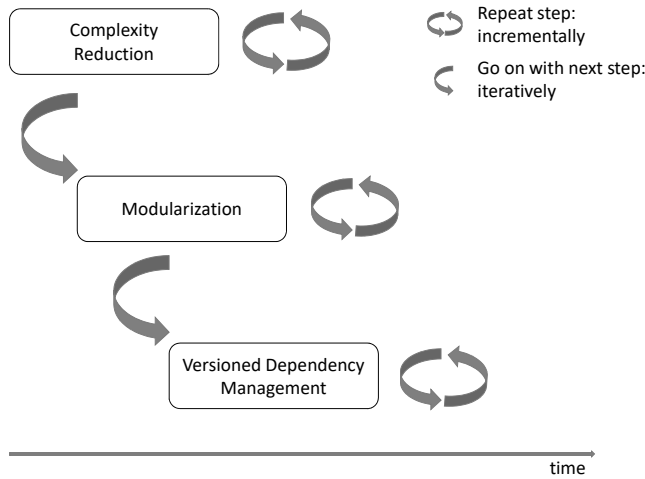 Complexity
Reduction
Repeat step:
incrementally
Go on with next step:
iteratively
Modularization
Versioned Dependency
Management
time